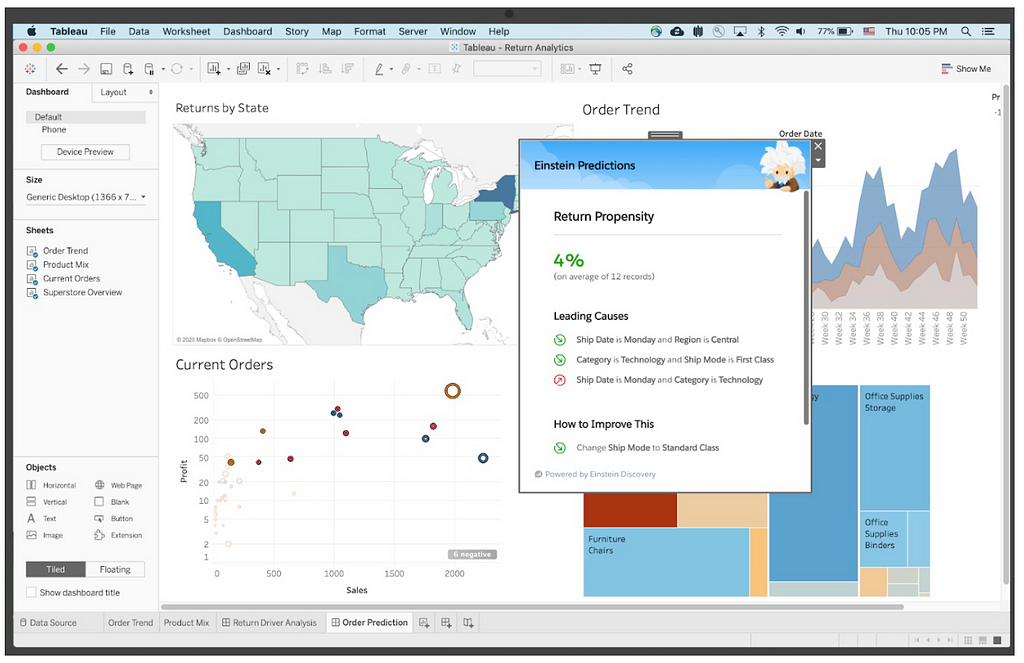 Tableau File Data Worksheet Dashboard Story Map Format Server Window Help 77% Thu 10:05 PM
Tableau - Return Analytics
Show Me
Dashboard Layout
Default
Phone
Device Preview
Size
Generic Desktop (1366 x 7...
Sheets
Order Trend
Product Mix
Current Orders
Superstore Overview
Objects
Horizontal Web Page
Vertical Blank
Text Button
Image Extension
Tiled Floating
Show dashboard title
Returns by State
© 2020 Mapbox © OpenStreetMap
Order Trend
Pr
-1
Order Date
Week 30
Week 32
Week 34
Week 36
Week 38
Week 40
Week 42
Week 44
Week 46
Week 48
Week 50
Einstein Predictions
Return Propensity
4%
(on average of 12 records)
Leading Causes
Ship Date is Monday and Region is Central
Category is Technology and Ship Mode is First Class
Ship Date is Monday and Category is Technology
How to Improve This
Change Ship Mode to Standard Class
Powered by Einstein Discovery
Current Orders
Profit
500
200
100
50
20
10
5
2
1
6 negative
0 500 1000 1500 2000
Sales
gy
Office Supplies
Storage
Office
Supplies
Binders
Furniture
Chairs
Data Source Order Trend Product Mix Return Driver Analysis Order Prediction